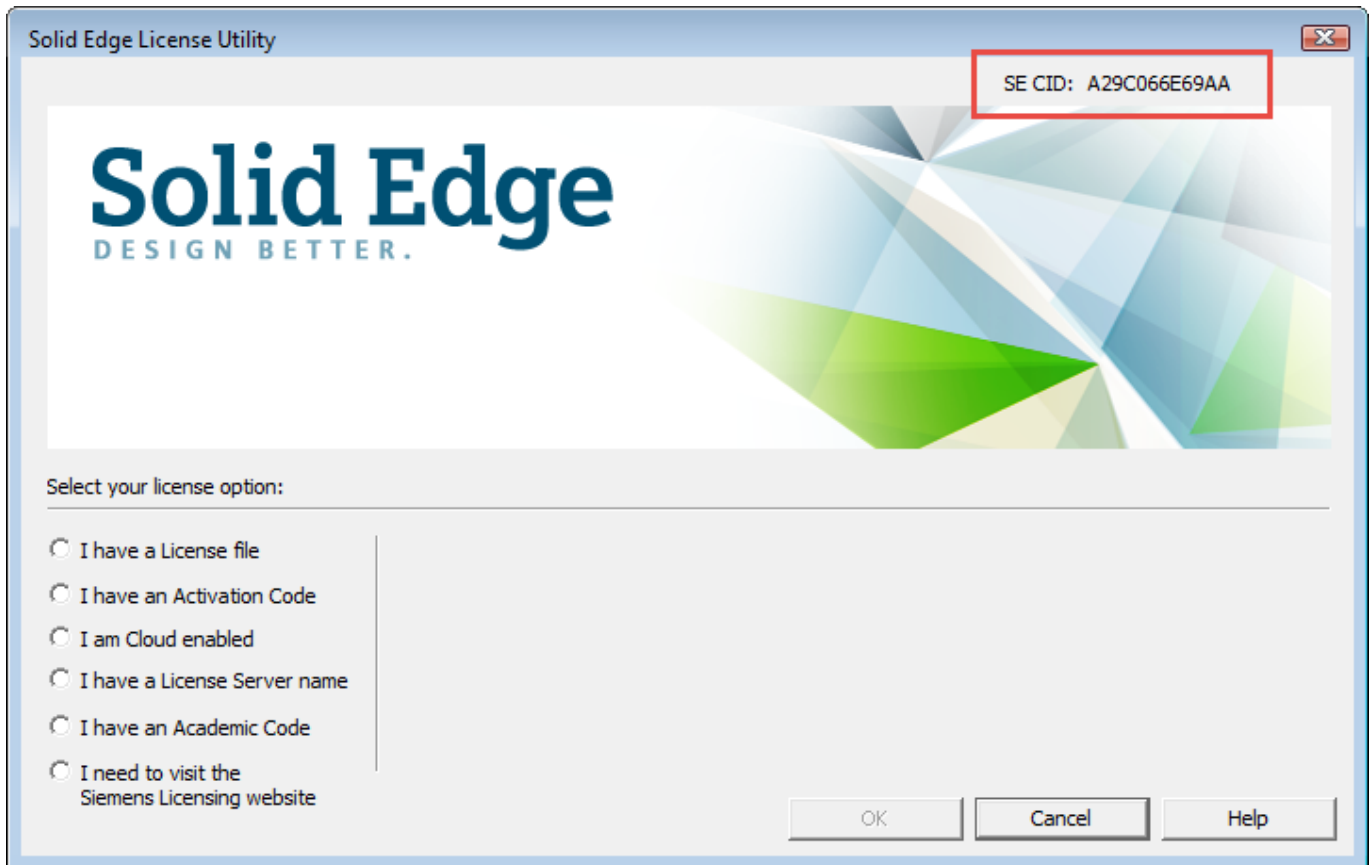 Solid Edge License Utility
SE CID: A29C066E69AA
Solid Edge
DESIGN BETTER.
Select your license option:
I have a License file
I have an Activation Code
I am Cloud enabled
I have a License Server name
I have an Academic Code
I need to visit the
Siemens Licensing website
OK Cancel Help